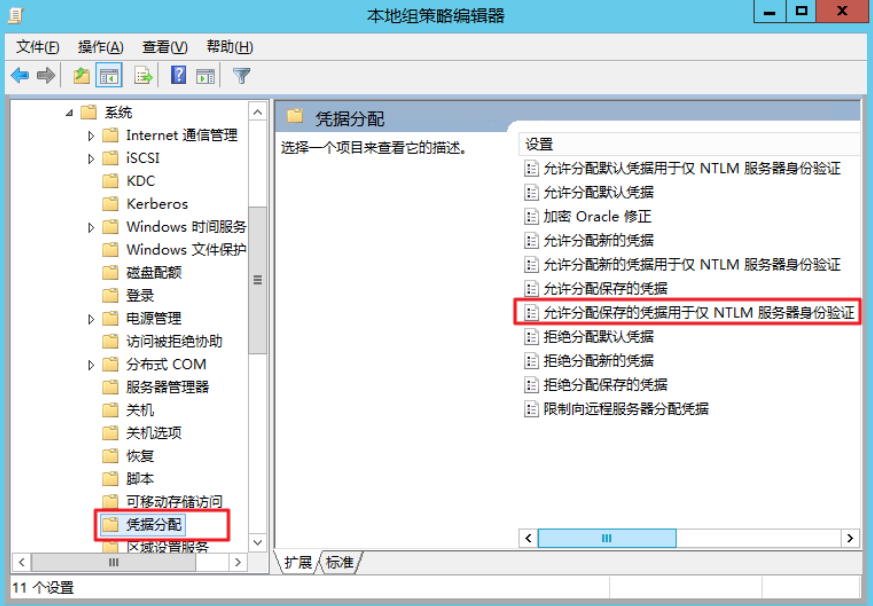 本地组策略编辑器
文件(F) 操作(A) 查看(V) 帮助(H)
系统
Internet 通信管理
iSCSI
KDC
Kerberos
Windows 时间服务
Windows 文件保护
磁盘配额
登录
电源管理
访问被拒绝协助
分布式 COM
服务器管理器
关机
关机选项
恢复
脚本
可移动存储访问
凭据分配
区域设置服务
凭据分配
选择一个项目来查看它的描述。
设置
允许分配默认凭据用于仅 NTLM 服务器身份验证
允许分配默认凭据
加密 Oracle 修正
允许分配新的凭据
允许分配新的凭据用于仅 NTLM 服务器身份验证
允许分配保存的凭据
允许分配保存的凭据用于仅 NTLM 服务器身份验证
拒绝分配默认凭据
拒绝分配新的凭据
拒绝分配保存的凭据
限制向远程服务器分配凭据
扩展 标准
11 个设置